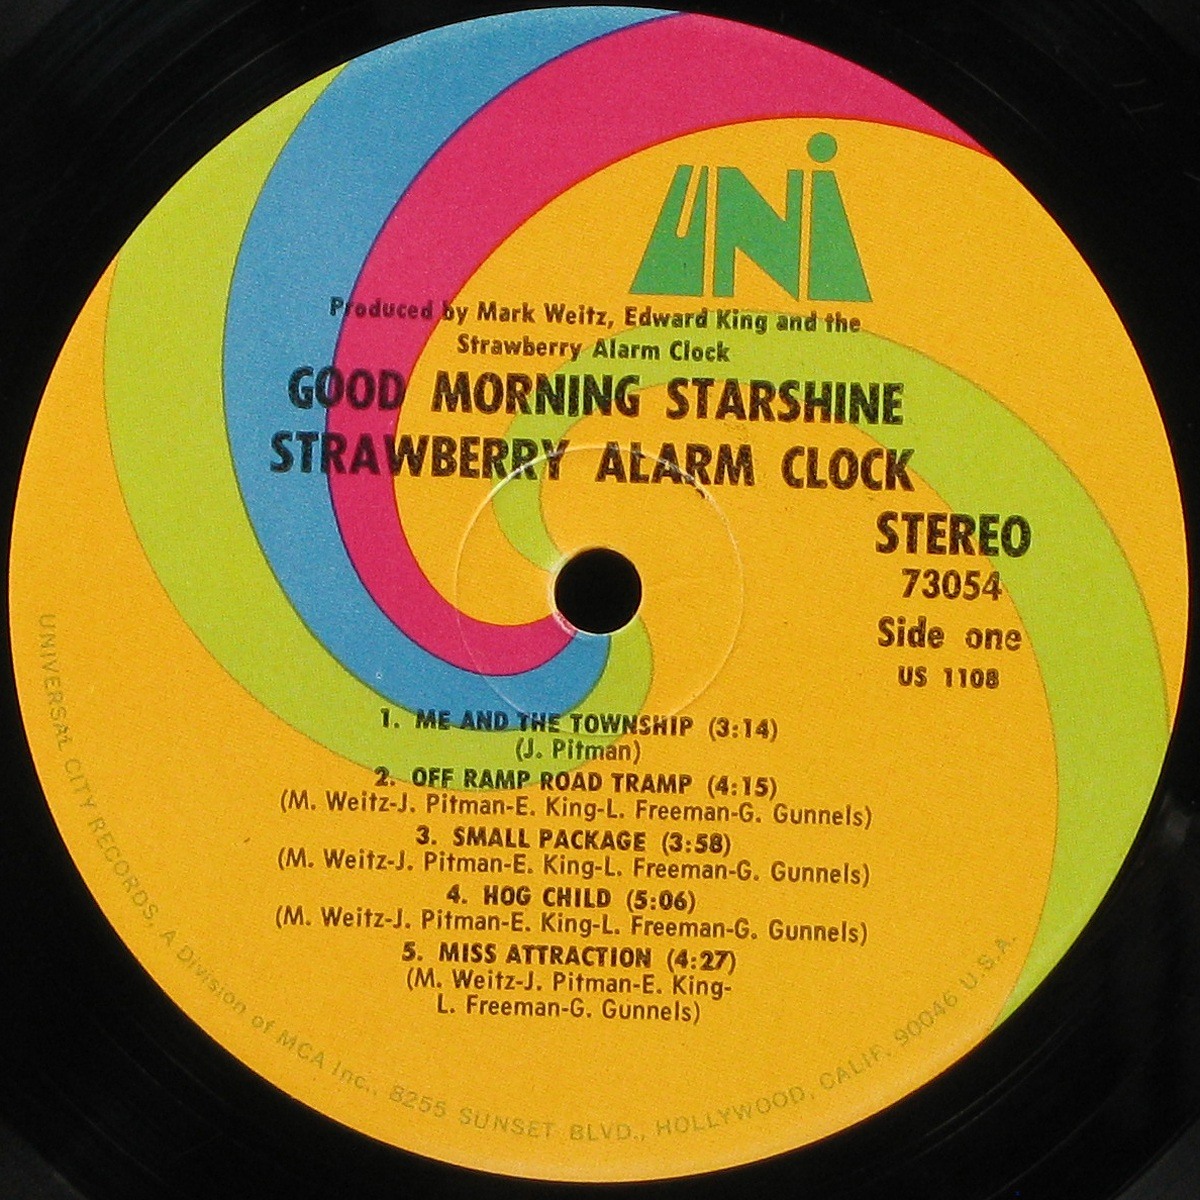 UNI
Produced by Mark Weitz, Edward King and the
Strawberry Alarm Clock
GOOD MORNING STARSHINE
STRAWBERRY ALARM CLOCK
STEREO
73054
Side one
US 1108
1. ME AND THE TOWNSHIP (3:14)
(J. Pitman)
2. OFF RAMP ROAD TRAMP (4:15)
(M. Weitz-J. Pitman-E. King-L. Freeman-G. Gunnels)
3. SMALL PACKAGE (3:58)
(M. Weitz-J. Pitman-E. King-L. Freeman-G. Gunnels)
4. HOG CHILD (5:06)
(M. Weitz-J. Pitman-E. King-L. Freeman-G. Gunnels)
5. MISS ATTRACTION (4:27)
(M. Weitz-J. Pitman-E. King-
L. Freeman-G. Gunnels)
UNIVERSAL CITY RECORDS, A Division of MCA Inc., 8255 SUNSET BLVD., HOLLYWOOD, CALIF. 90046 U.S.A.